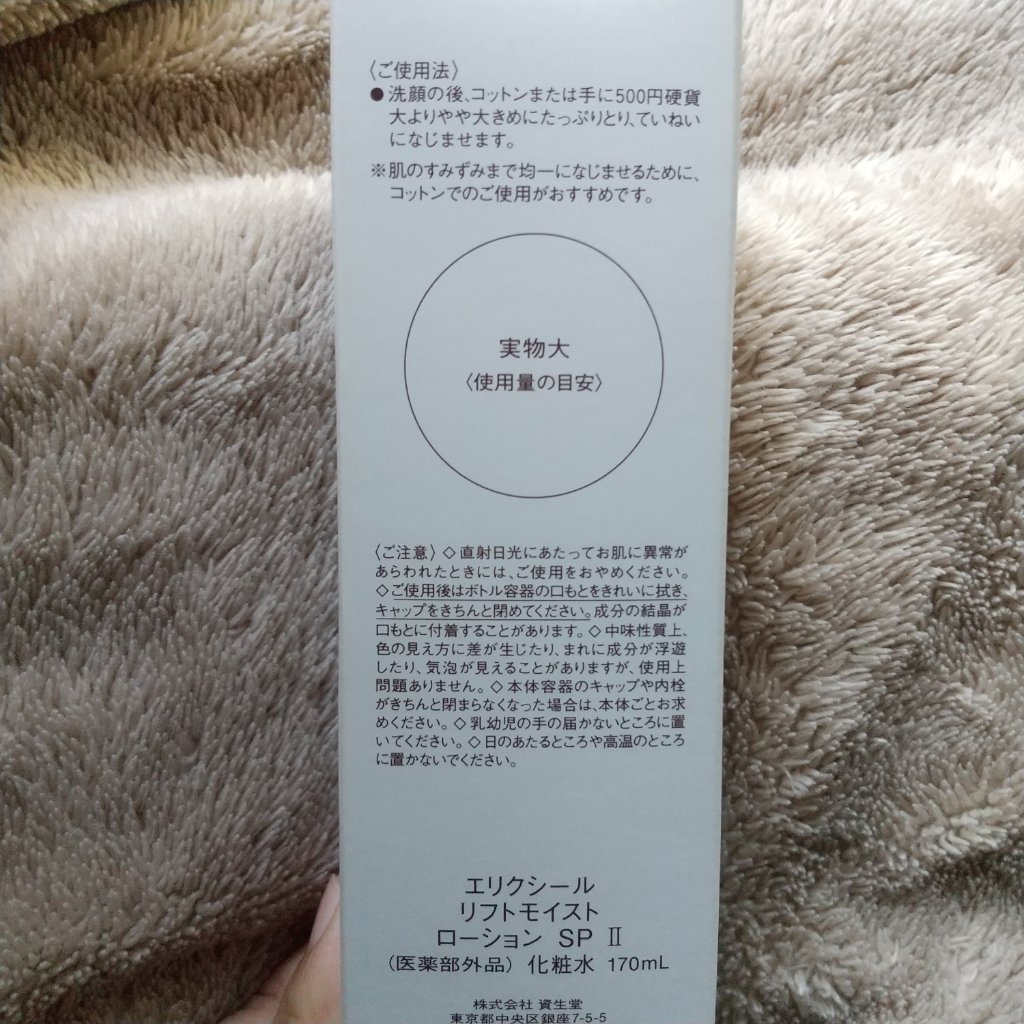 〈ご使用法〉
●洗顔の後、コットンまたは手に500円硬貨
大よりやや大きめにたっぷりとり、ていねい
になじませます。
※肌のすみずみまで均一になじませるために、
コットンでのご使用がおすすめです。
実物大
〈使用量の目安〉
〈ご注意〉◇直射日光にあたってお肌に異常が
あらわれたときには、ご使用をおやめください。
◇ご使用後はボトル容器の口もとをきれいに拭き、
キャップをきちんと閉めてください。成分の結晶が
口もとに付着することがあります。◇中味性質上、
色の見え方に差が生じたり、まれに成分が浮遊
したり、気泡が見えることがありますが、使用上
問題ありません。◇本体容器のキャップや内栓
がきちんと閉まらなくなった場合は、本体ごとお求
めください。◇乳幼児の手の届かないところに置
いてください。◇日のあたるところや高温のところ
に置かないでください。
エリクシール
リフトモイスト
ローション SP Ⅱ
（医薬部外品） 化粧水 170mL
株式会社 資生堂
東京都中央区銀座7-5-5